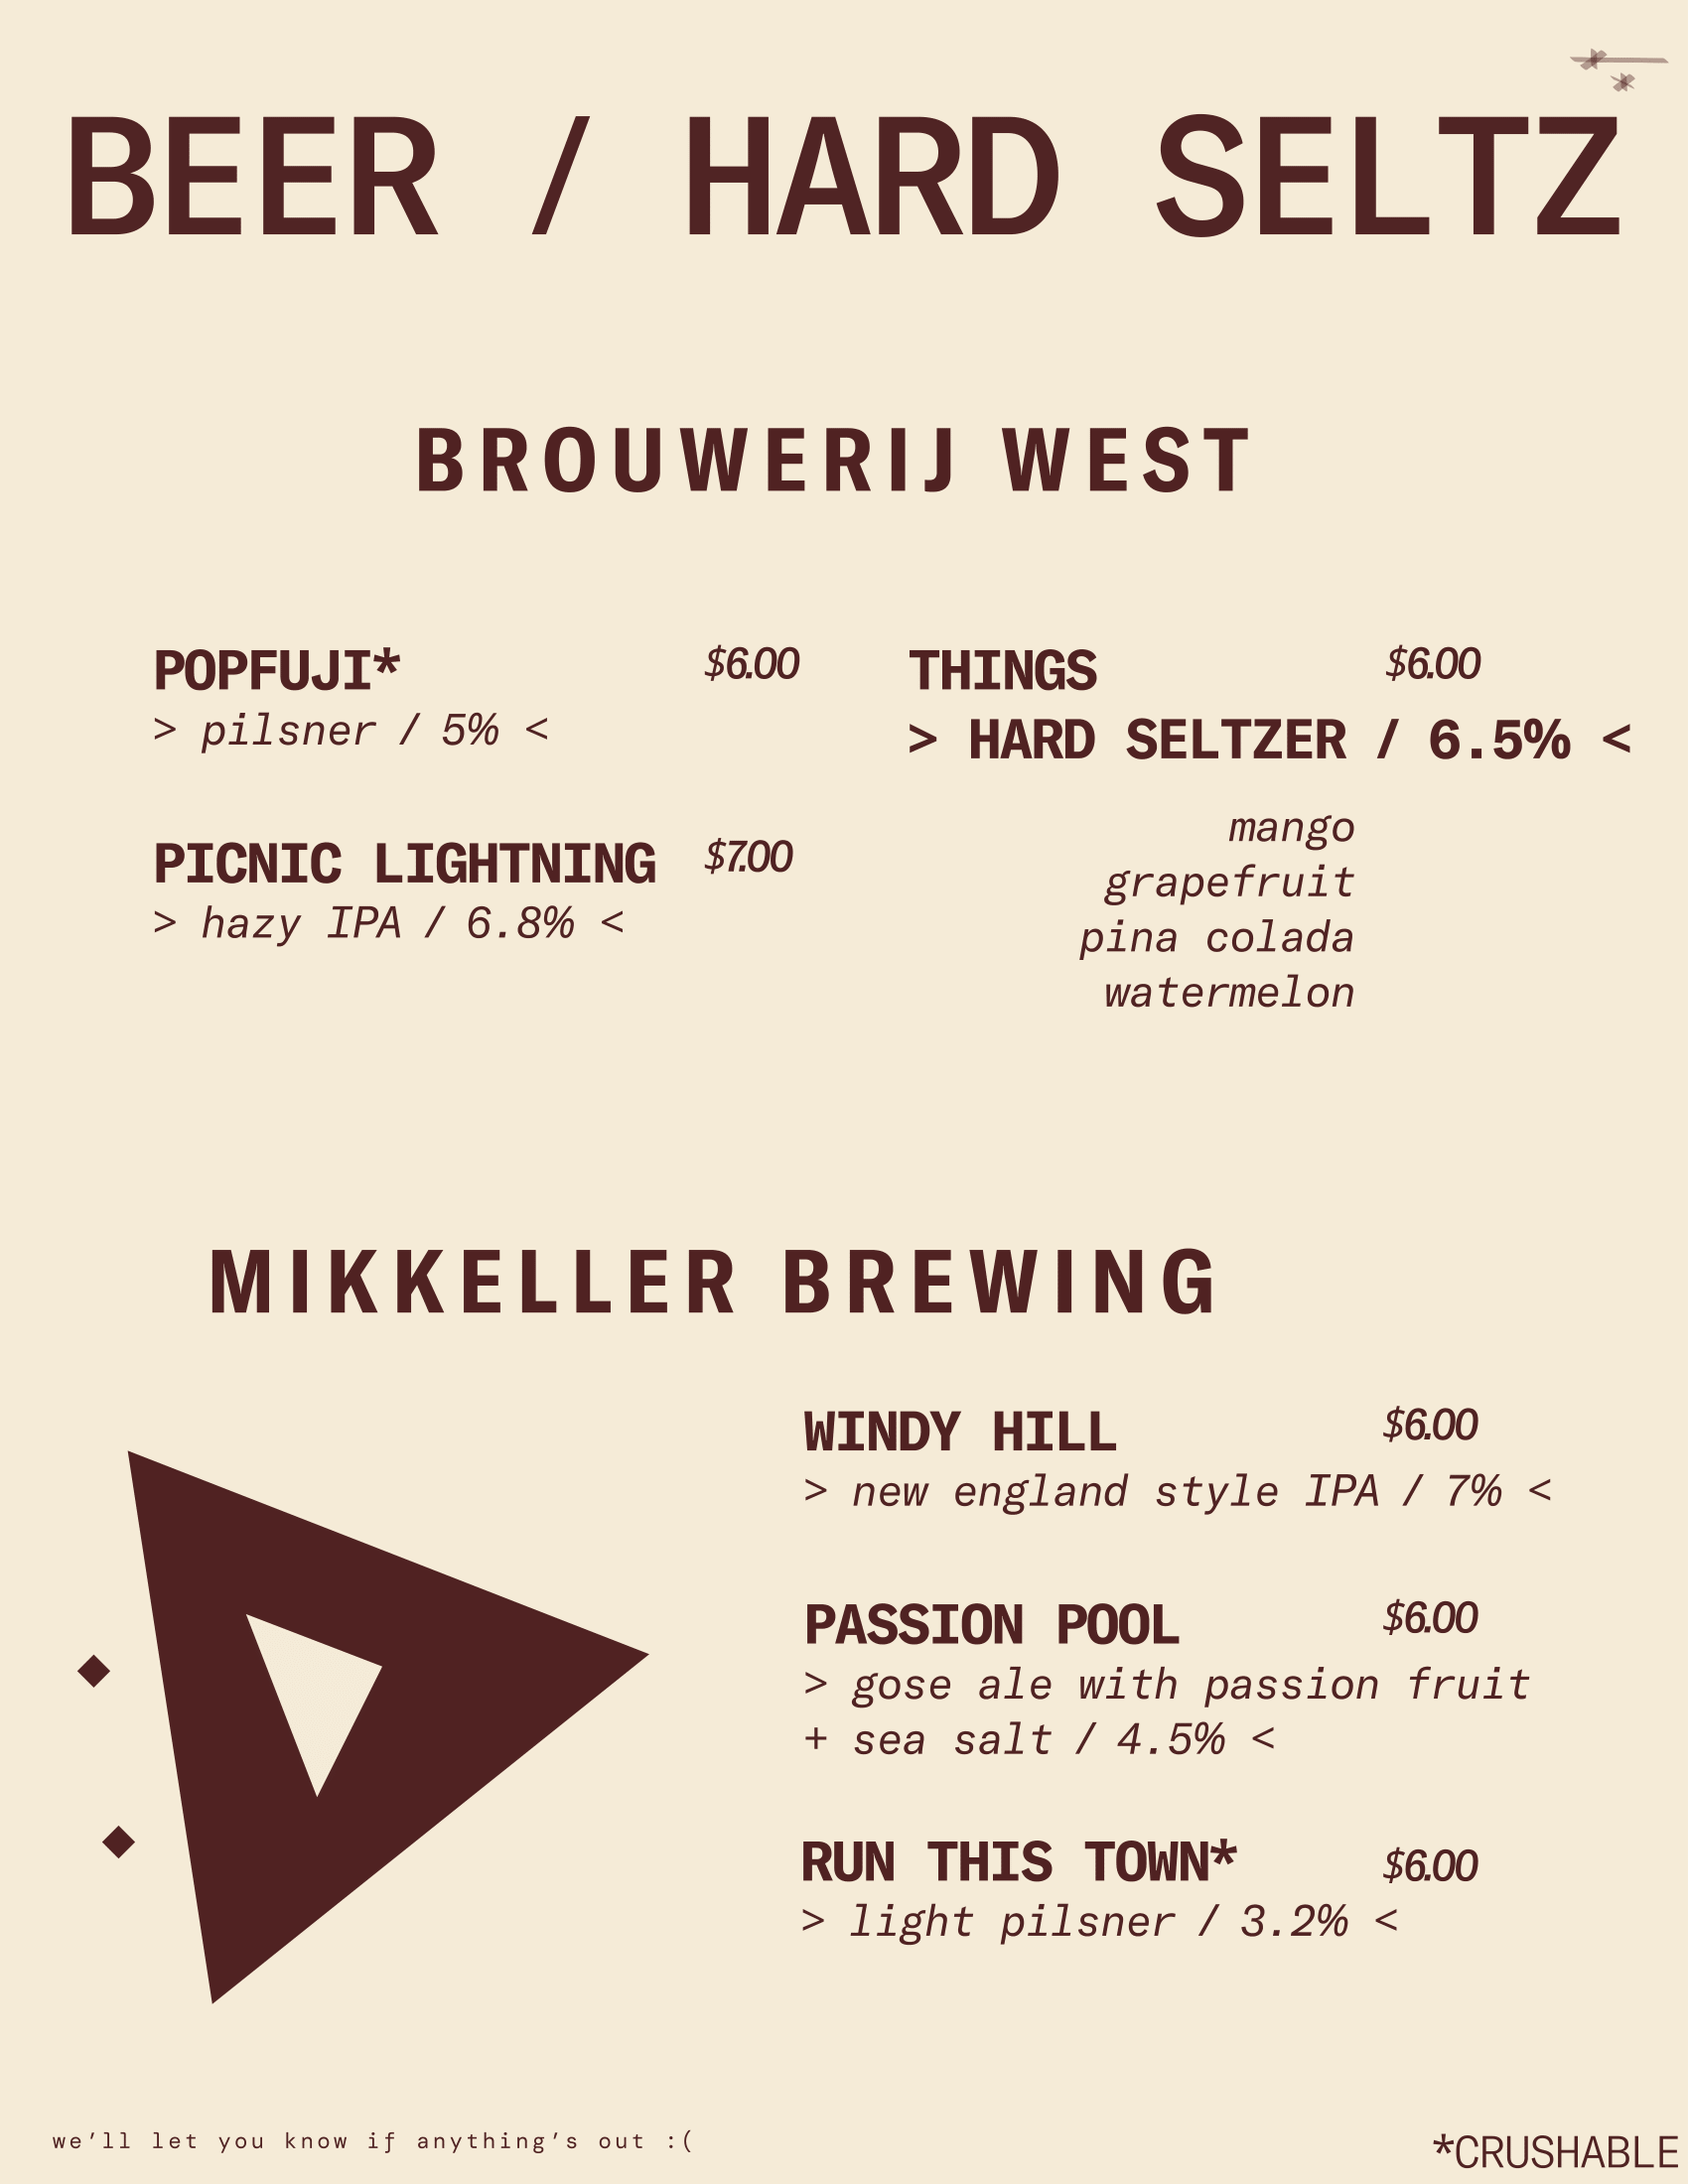 BEER / HARD SELTZ
BROUWERIJ WEST
POPFUJI* $6.00
> pilsner / 5% <
PICNIC LIGHTNING $7.00
> hazy IPA / 6.8% <
THINGS $6.00
> HARD SELTZER / 6.5% <
mango
grapefruit
pina colada
watermelon
MIKKELLER BREWING
WINDY HILL $6.00
> new england style IPA / 7% <
PASSION POOL $6.00
> gose ale with passion fruit
+ sea salt / 4.5% <
RUN THIS TOWN* $6.00
> light pilsner / 3.2% <
we’ll let you know if anything’s out :(
*CRUSHABLE